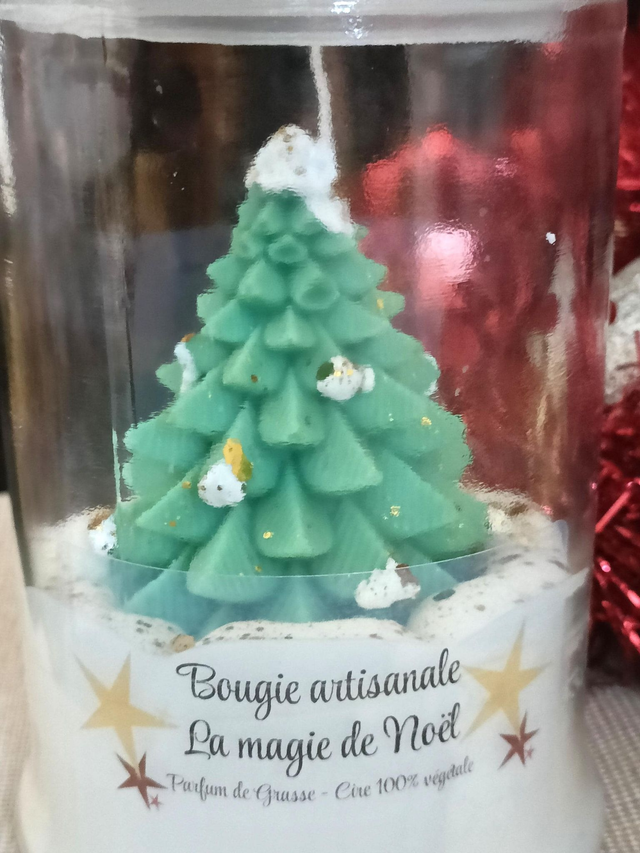 Bougie artisanale
La magie de Noël
Parfum de Grasse - Cire 100% végétale